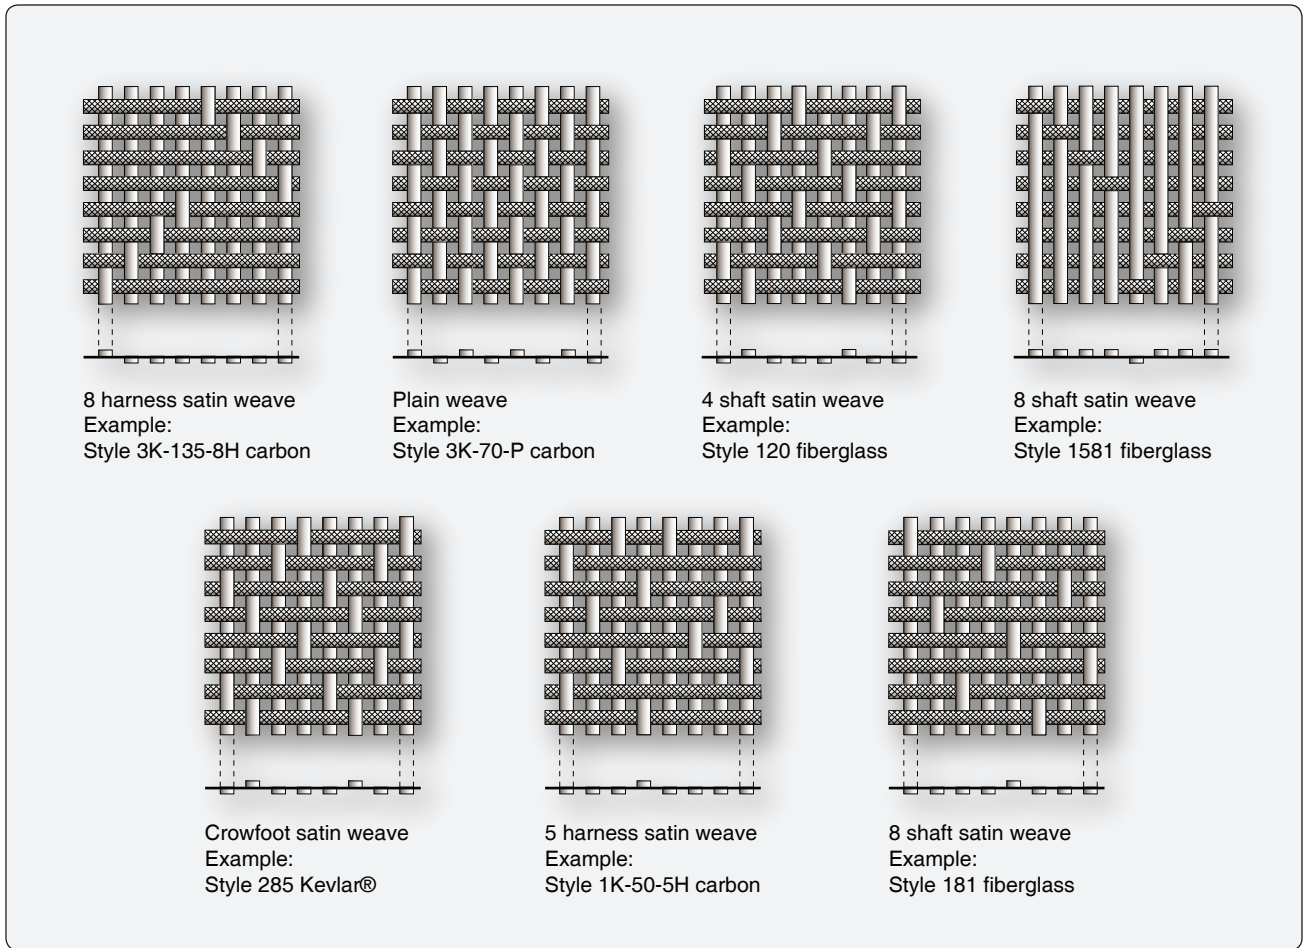 8 harness satin weave
Example:
Style 3K-135-8H carbon
Plain weave
Example:
Style 3K-70-P carbon
4 shaft satin weave
Example:
Style 120 fiberglass
8 shaft satin weave
Example:
Style 1581 fiberglass
Crowfoot satin weave
Example:
Style 285 Kevlar®
5 harness satin weave
Example:
Style 1K-50-5H carbon
8 shaft satin weave
Example:
Style 181 fiberglass